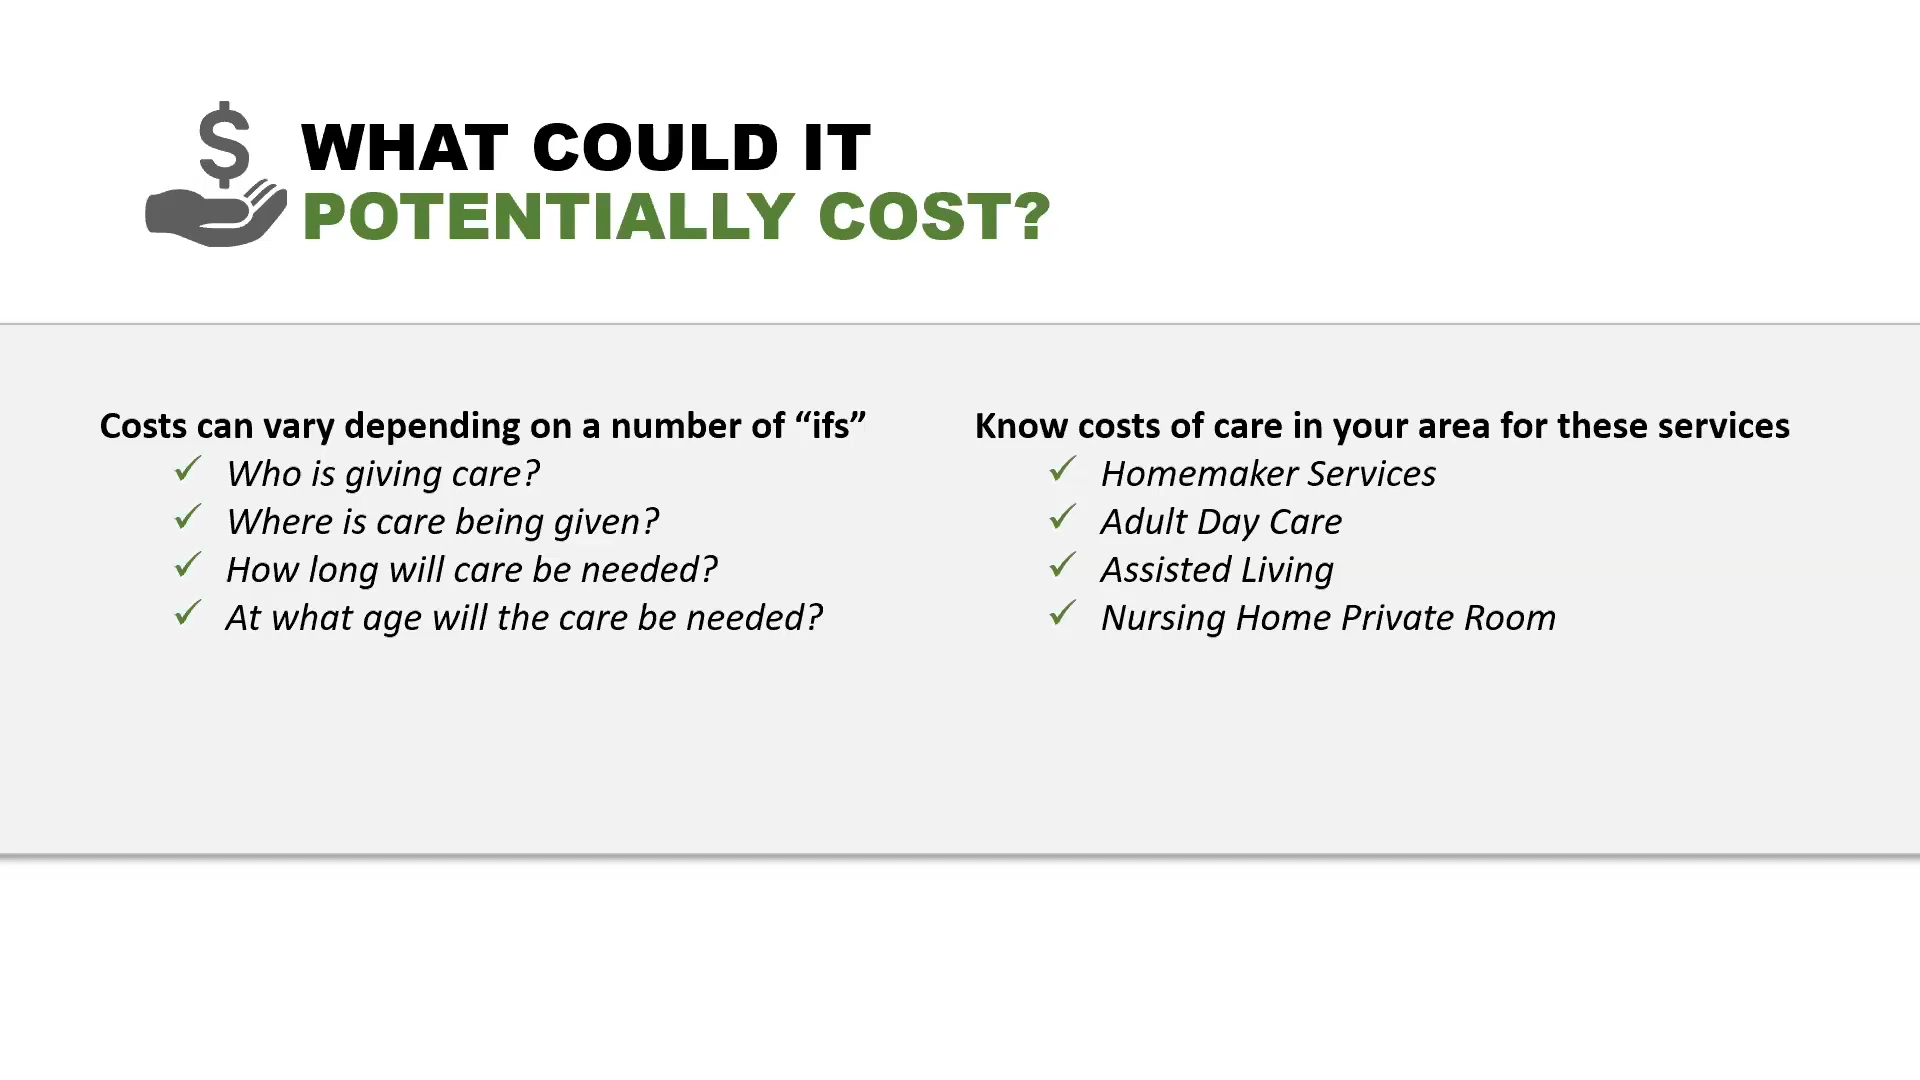 WHAT COULD IT
POTENTIALLY COST?
Costs can vary depending on a number of “ifs”
Who is giving care?
Where is care being given?
How long will care be needed?
At what age will the care be needed?
Know costs of care in your area for these services
Homemaker Services
Adult Day Care
Assisted Living
Nursing Home Private Room